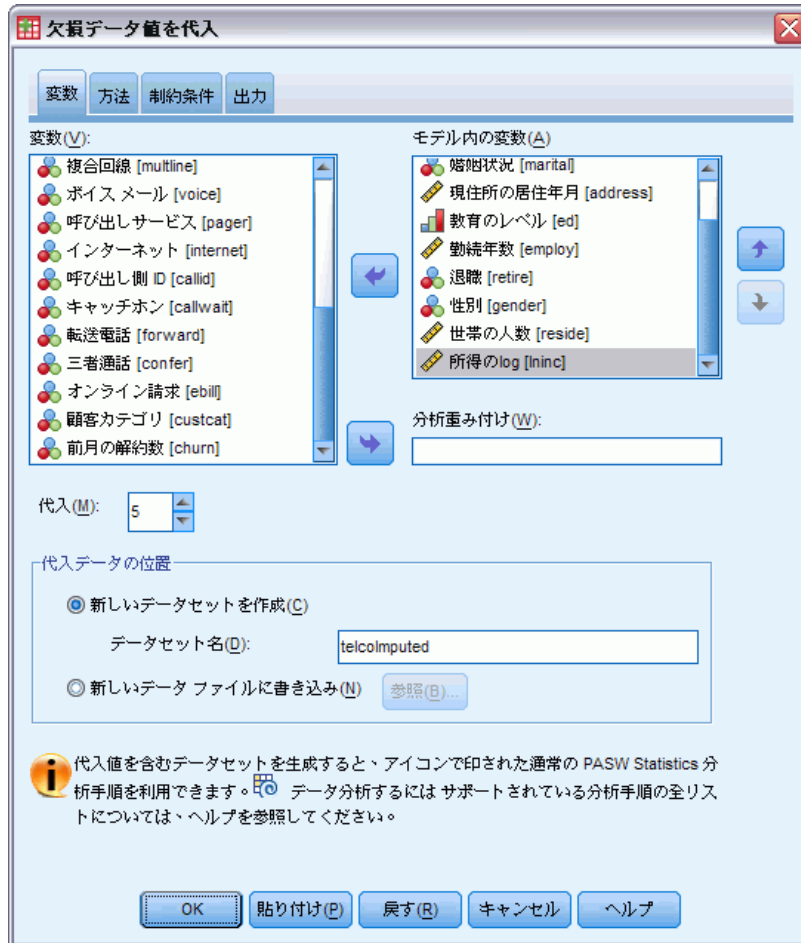 欠損データ値を代入
変数 方法 制約条件 出力
変数(V):
複合回線 [multline]
ボイス メール [voice]
呼び出しサービス [pager]
インターネット [internet]
呼び出し側 ID [callid]
キャッチホン [callwait]
転送電話 [forward]
三者通話 [confer]
オンライン請求 [ebill]
顧客カテゴリ [custcat]
前月の解約数 [churn]
モデル内の変数(A)
婚姻状況 [marital]
現住所の居住年月 [address]
教育のレベル [ed]
勤続年数 [employ]
退職 [retire]
性別 [gender]
世帯の人数 [reside]
所得のlog [lninc]
分析重み付け(W):
代入(M): 5
代入データの位置
新しいデータセットを作成(C)
データセット名(D): telcoImputed
新しいデータ ファイルに書き込み(N) 参照(B)...
代入値を含むデータセットを生成すると、アイコンで印された通常の PASW Statistics 分
析手順を利用できます。 データ分析するには サポートされている分析手順の全リス
トについては、ヘルプを参照してください。
OK 貼り付け(P) 戻す(R) キャンセル ヘルプ